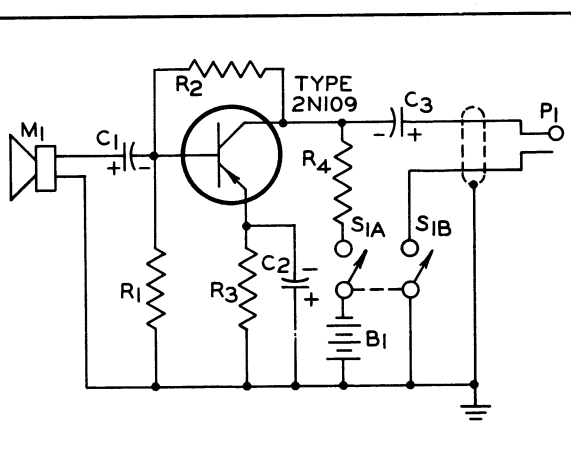 R2
TYPE
2N109
C3
P1
M1
C1
+ -
- +
R4
S1A
S1B
R1
R3
C2
-
+
B1